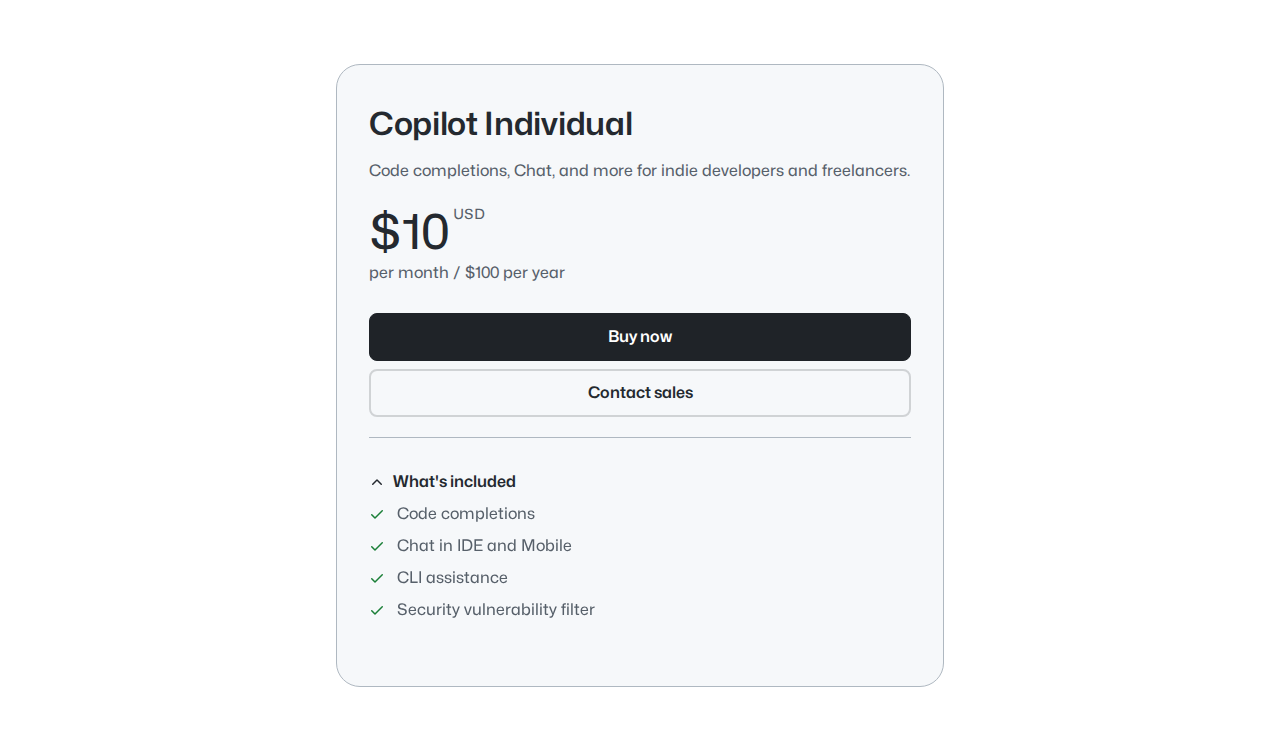 Copilot Individual
Code completions, Chat, and more for indie developers and freelancers.
$10 USD
per month / $100 per year
Buy now
Contact sales
What's included
Code completions
Chat in IDE and Mobile
CLI assistance
Security vulnerability filter